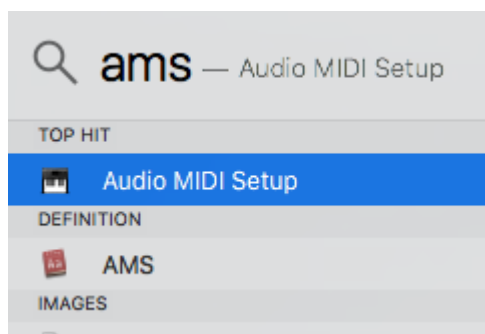 ams — Audio MIDI Setup
TOP HIT
Audio MIDI Setup
DEFINITION
AMS
IMAGES